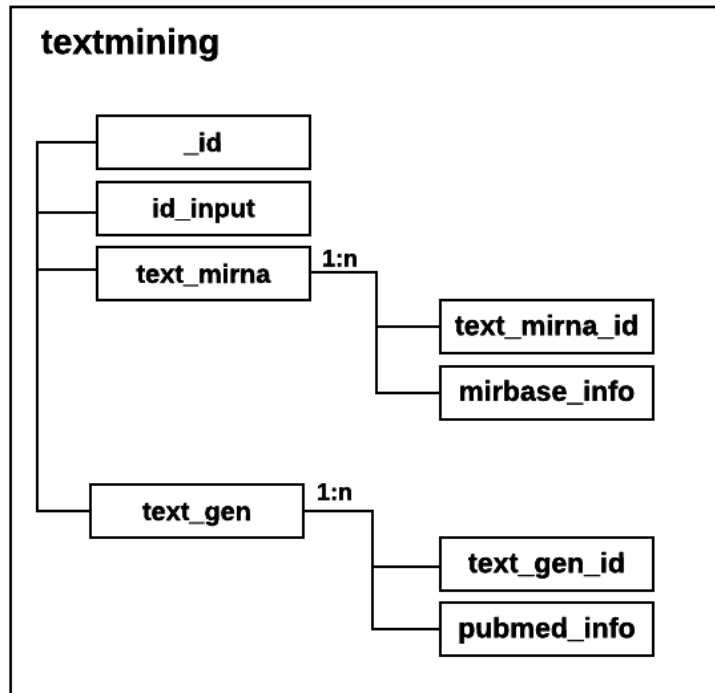 textmining
_id
id_input
text_mirna
1:n
text_mirna_id
mirbase_info
text_gen
1:n
text_gen_id
pubmed_info